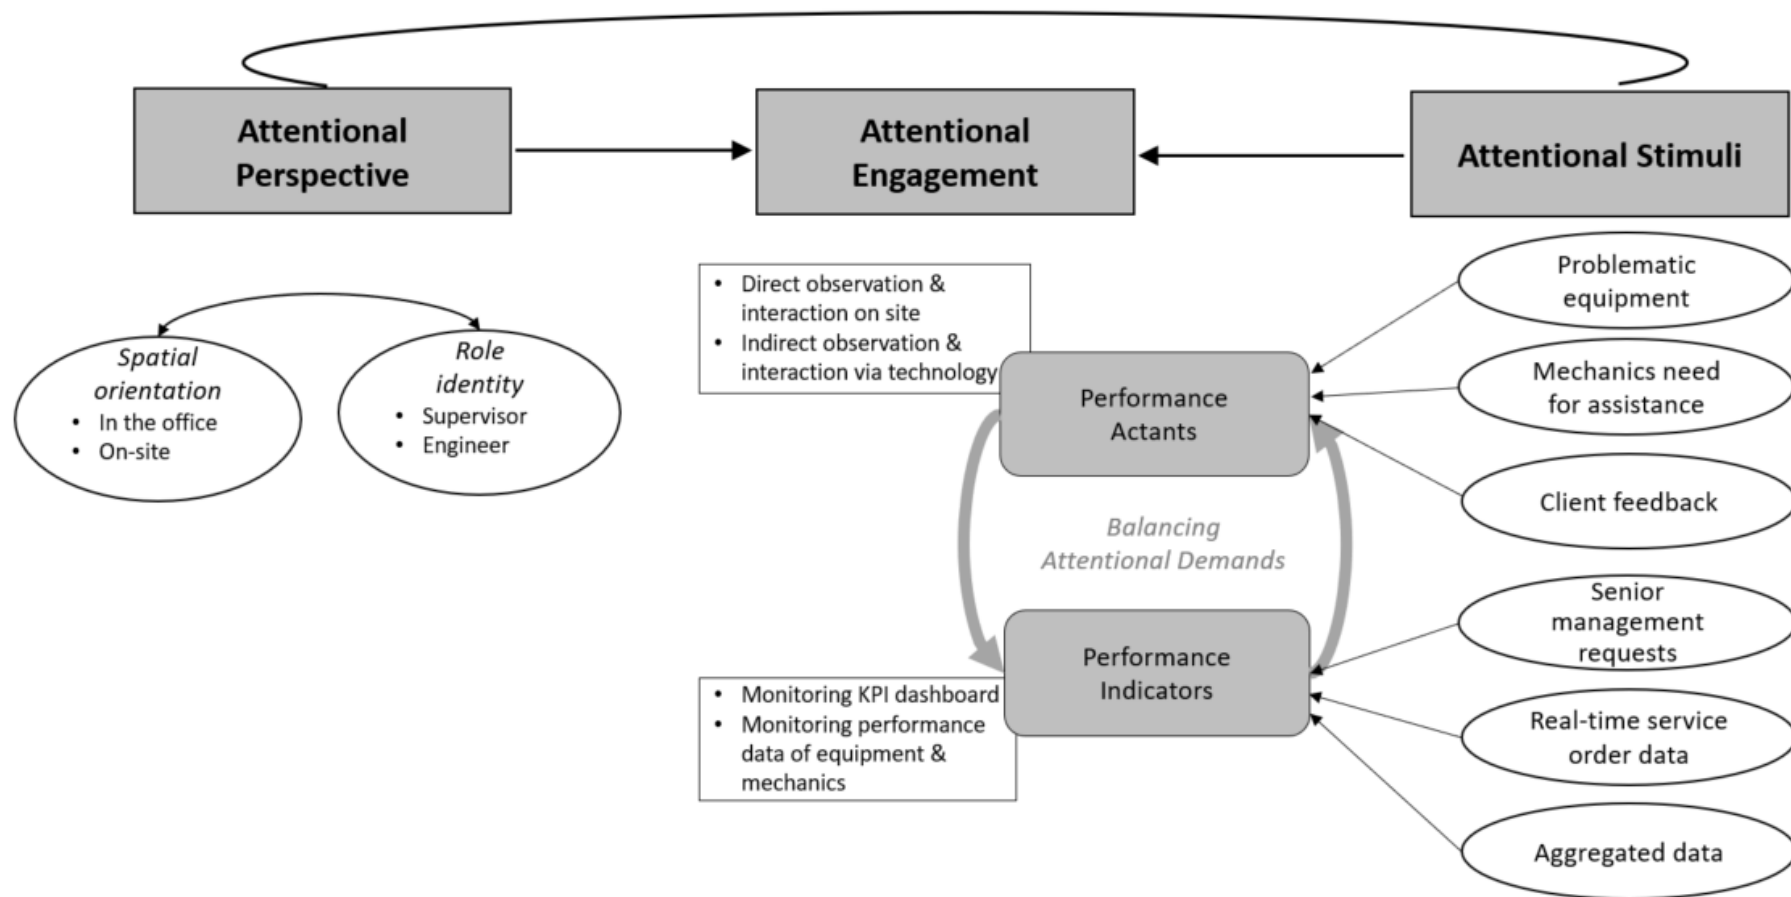 Attentional
Perspective
Attentional
Engagement
Attentional Stimuli
Spatial
orientation
• In the office
• On-site
Role
identity
• Supervisor
• Engineer
• Direct observation &
interaction on site
• Indirect observation &
interaction via technology
Performance
Actants
Balancing
Attentional Demands
Performance
Indicators
• Monitoring KPI dashboard
• Monitoring performance
data of equipment &
mechanics
Problematic
equipment
Mechanics need
for assistance
Client feedback
Senior
management
requests
Real-time service
order data
Aggregated data